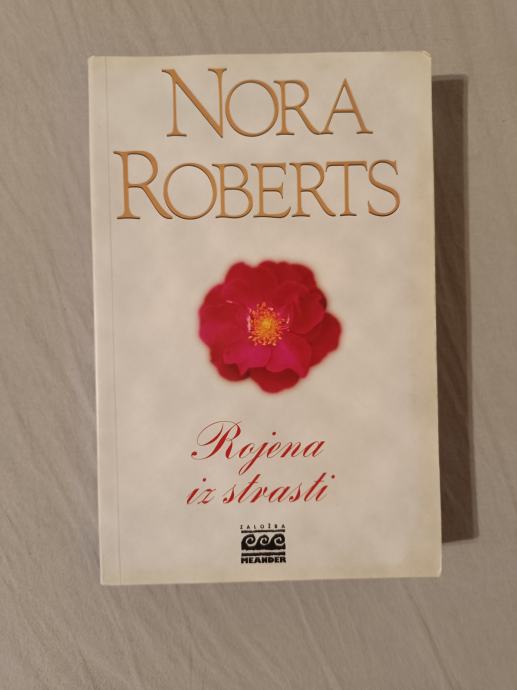 NORA
ROBERTS
Rojena
iz strasti
ZALOŽBA
MEANDER